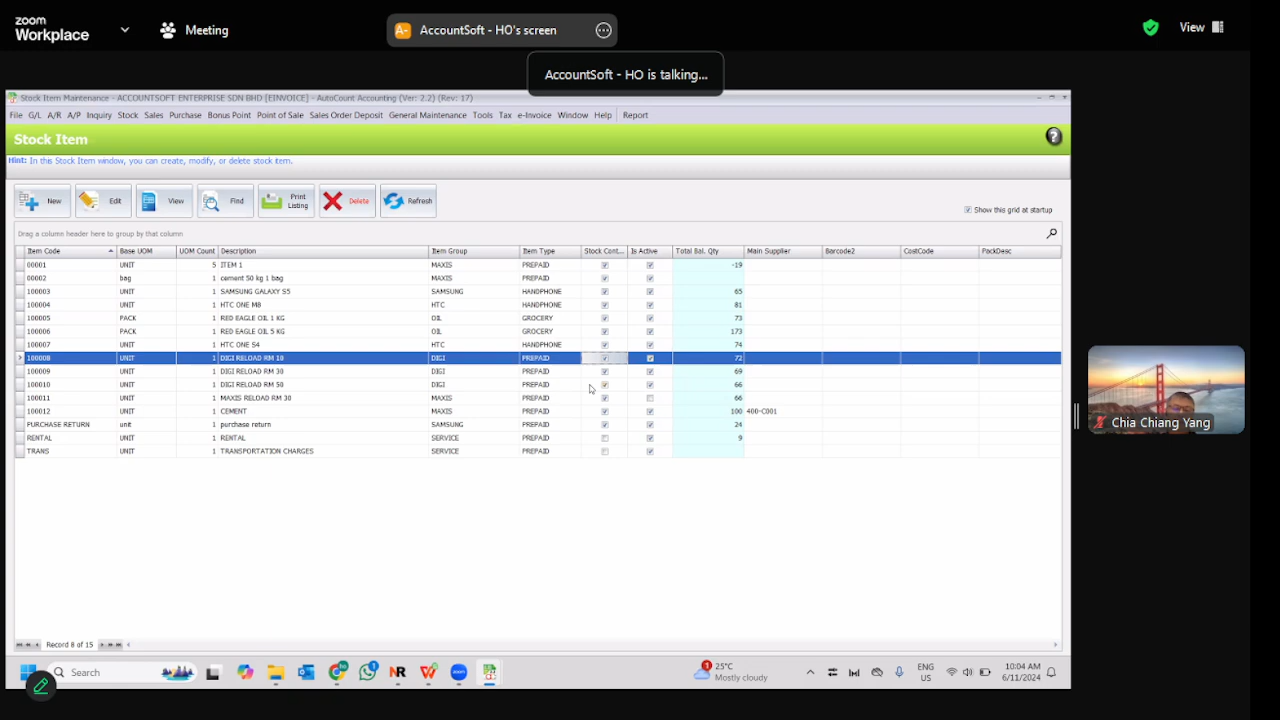 zoom
Workplace
Meeting
A- AccountSoft - HO's screen
View
AccountSoft - HO is talking...
Stock Item Maintenance - ACCOUNTSOFT ENTERPRISE SDN BHD [EINVOICE] - AutoCount Accounting (Ver: 2.2) (Rev: 17)
File G/L A/R A/P Inquiry Stock Sales Purchase Bonus Point Point of Sale Sales Order Deposit General Maintenance Tools Tax e-Invoice Window Help Report
Stock Item
Hint: In this Stock Item window, you can create, modify, or delete stock item.
New Edit View Find Print Listing Delete Refresh
Show this grid at startup
Drag a column header here to group by that column
Item Code Base UOM UOM Count Description Item Group Item Type Stock Cont... Is Active Total Bal. Qty Main Supplier Barcode2 CostCode PackDesc
00001 UNIT 5 ITEM 1 MAXIS PREPAID -19
00002 bag 1 cement 50 kg 1 bag MAXIS PREPAID
100003 UNIT 1 SAMSUNG GALAXY S5 SAMSUNG HANDPHONE 65
100004 UNIT 1 HTC ONE M8 HTC HANDPHONE 81
100005 PACK 1 RED EAGLE OIL 1 KG OIL GROCERY 73
100006 PACK 1 RED EAGLE OIL 5 KG OIL GROCERY 173
100007 UNIT 1 HTC ONE S4 HTC HANDPHONE 74
100008 UNIT 1 DIGI RELOAD RM 10 DIGI PREPAID 72
100009 UNIT 1 DIGI RELOAD RM 30 DIGI PREPAID 69
100010 UNIT 1 DIGI RELOAD RM 50 DIGI PREPAID 66
100011 UNIT 1 MAXIS RELOAD RM 30 MAXIS PREPAID 66
100012 UNIT 1 CEMENT MAXIS PREPAID 100 400-C001
PURCHASE RETURN unit 1 purchase return SAMSUNG PREPAID 24
RENTAL UNIT 1 RENTAL SERVICE PREPAID 9
TRANS UNIT 1 TRANSPORTATION CHARGES SERVICE PREPAID
Chia Chiang Yang
Record 8 of 15
Search
1
25°C
Mostly cloudy
ENG
US
10:04 AM
6/11/2024